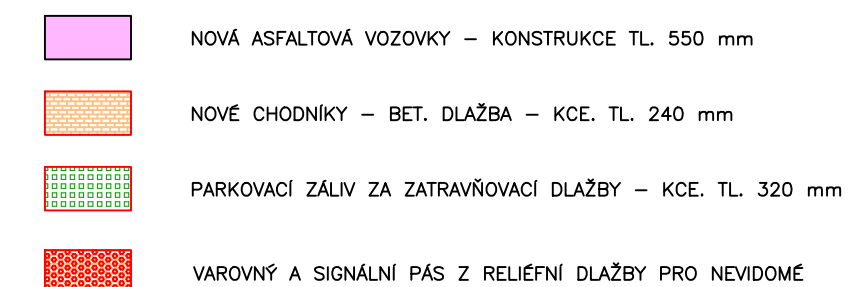 NOVÁ ASFALTOVÁ VOZOVKY – KONSTRUKCE TL. 550 mm
NOVÉ CHODNÍKY – BET. DLAŽBA – KCE. TL. 240 mm
PARKOVACÍ ZÁLIV ZA ZATRAVŇOVACÍ DLAŽBY – KCE. TL. 320 mm
VAROVNÝ A SIGNÁLNÍ PÁS Z RELIÉFNÍ DLAŽBY PRO NEVIDOMÉ